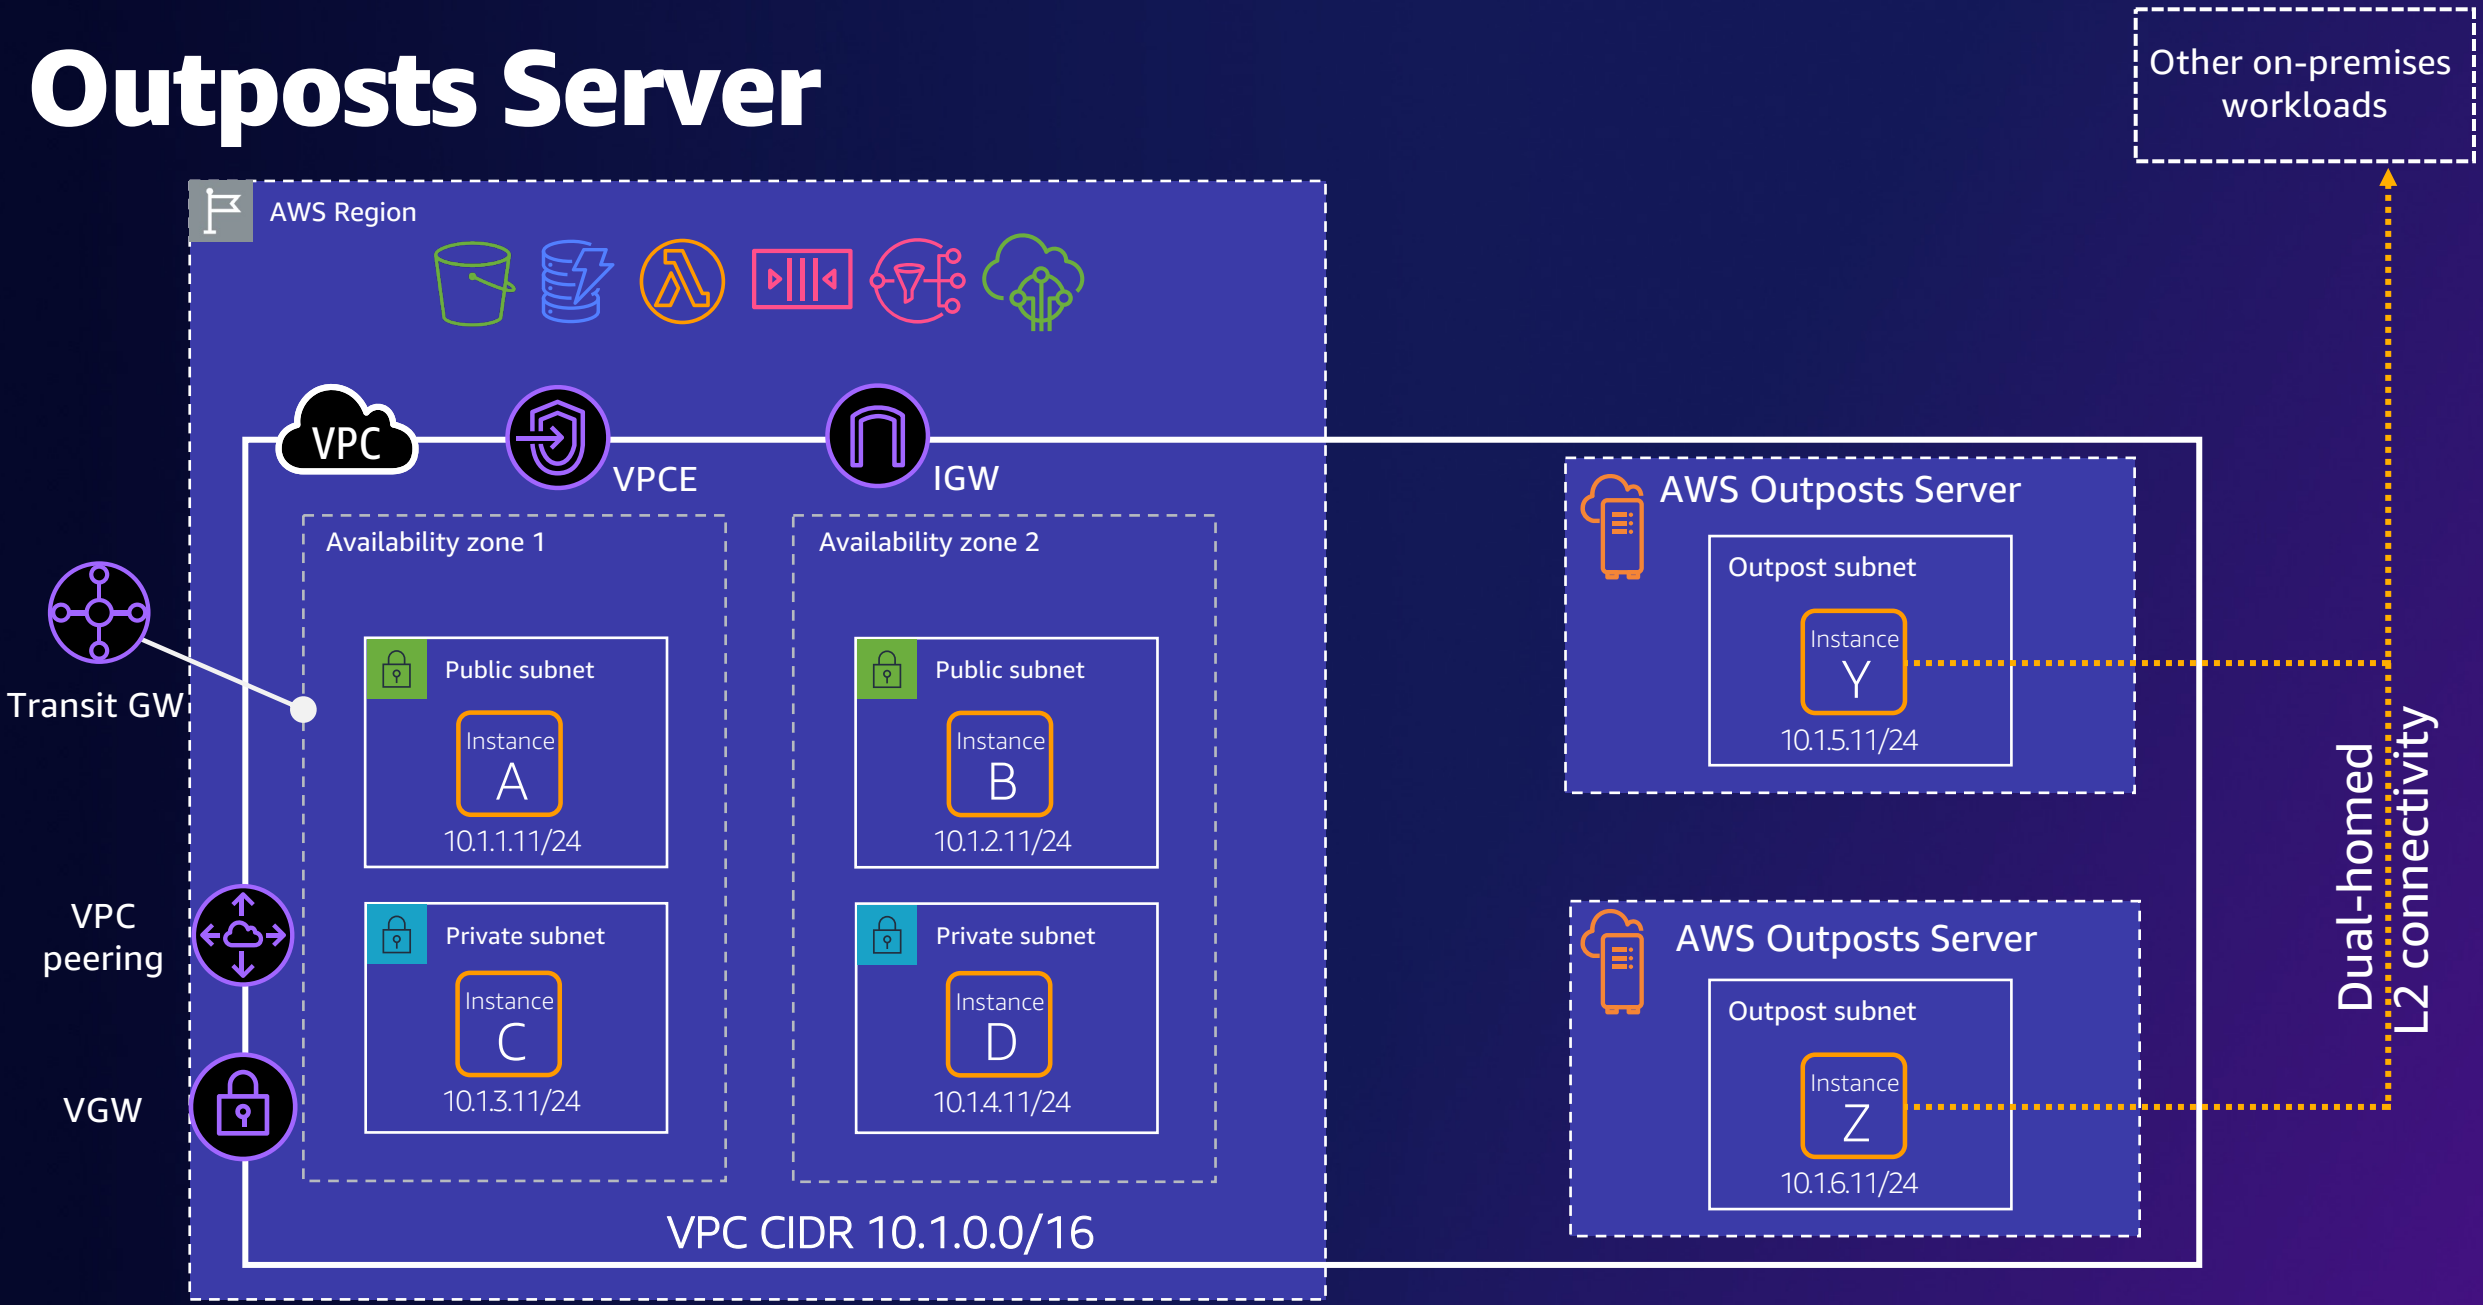 Outposts Server
Other on-premises
workloads
AWS Region
VPC
VPCE
IGW
AWS Outposts Server
Outpost subnet
Instance
Y
10.1.5.11/24
Availability zone 1
Availability zone 2
Transit GW
Public subnet
Instance
A
10.1.1.11/24
Public subnet
Instance
B
10.1.2.11/24
VPC
peering
Private subnet
Instance
C
10.1.3.11/24
Private subnet
Instance
D
10.1.4.11/24
VGW
AWS Outposts Server
Outpost subnet
Instance
Z
10.1.6.11/24
Dual-homed
L2 connectivity
VPC CIDR 10.1.0.0/16